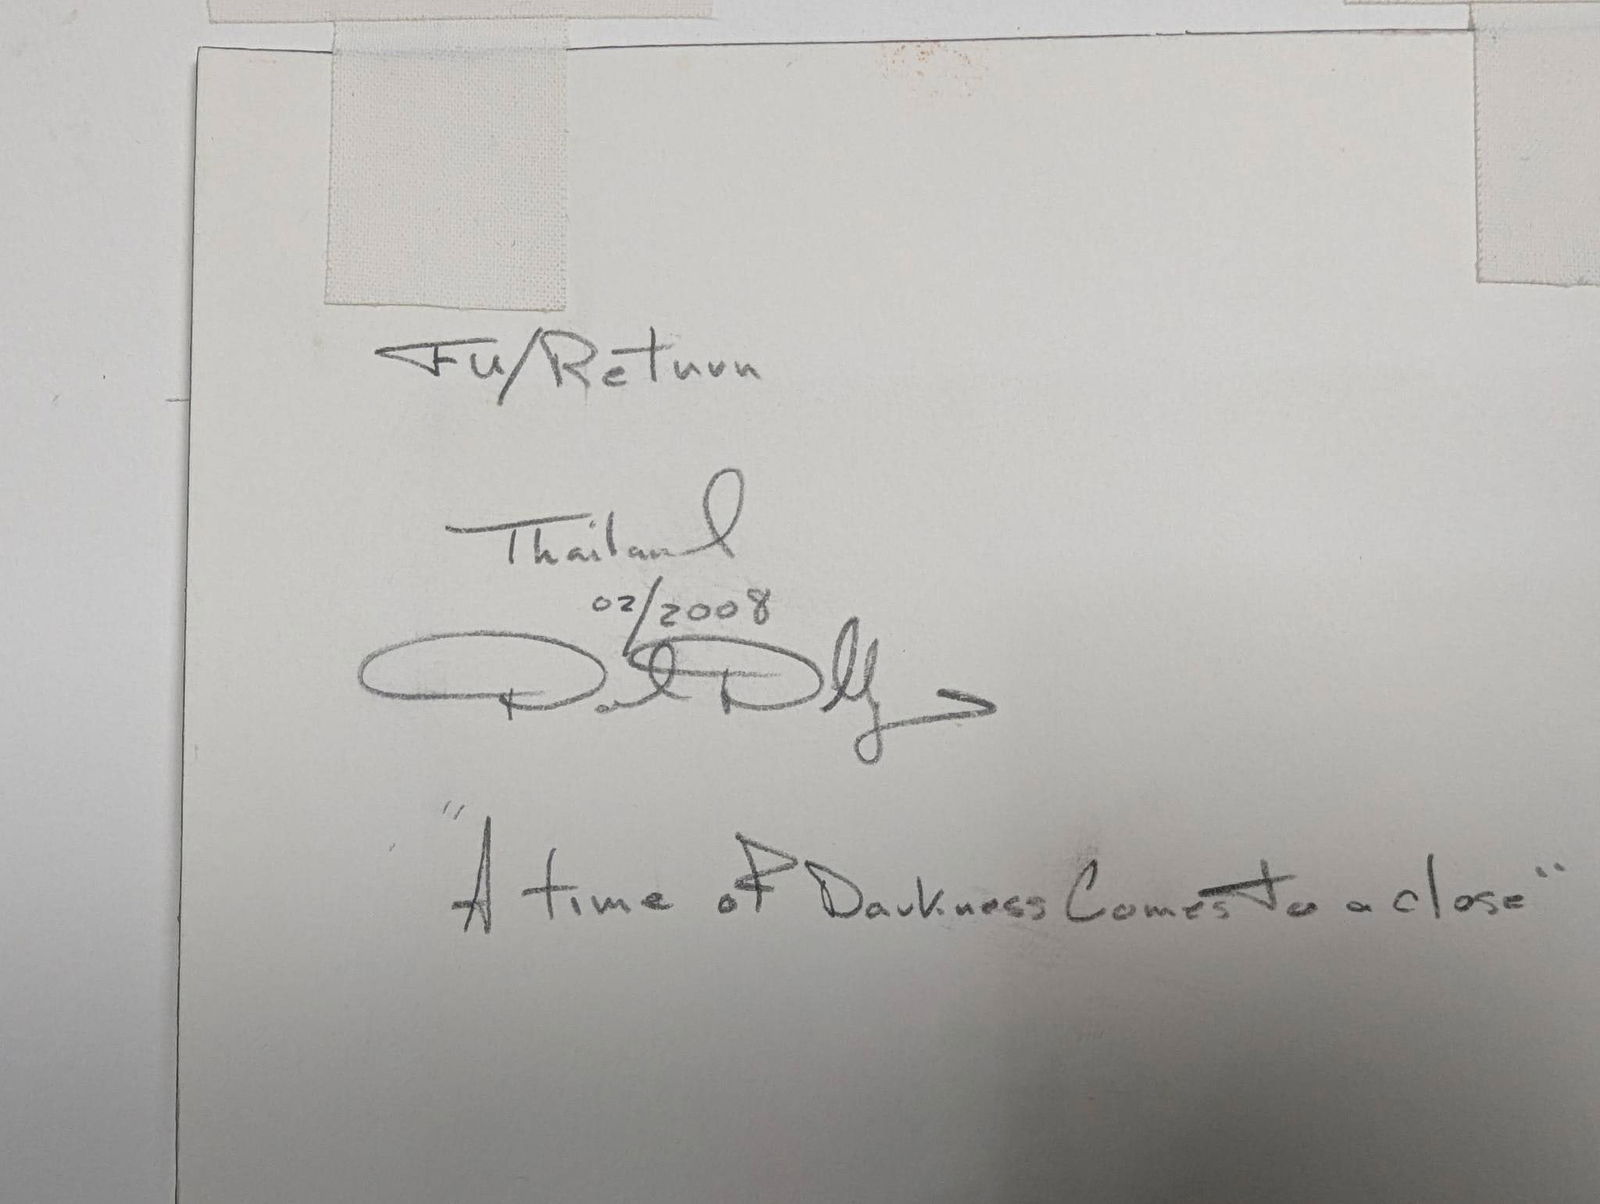 Fu/Return
Thailand
02/2008
"A time of Darkness Comes to a close"